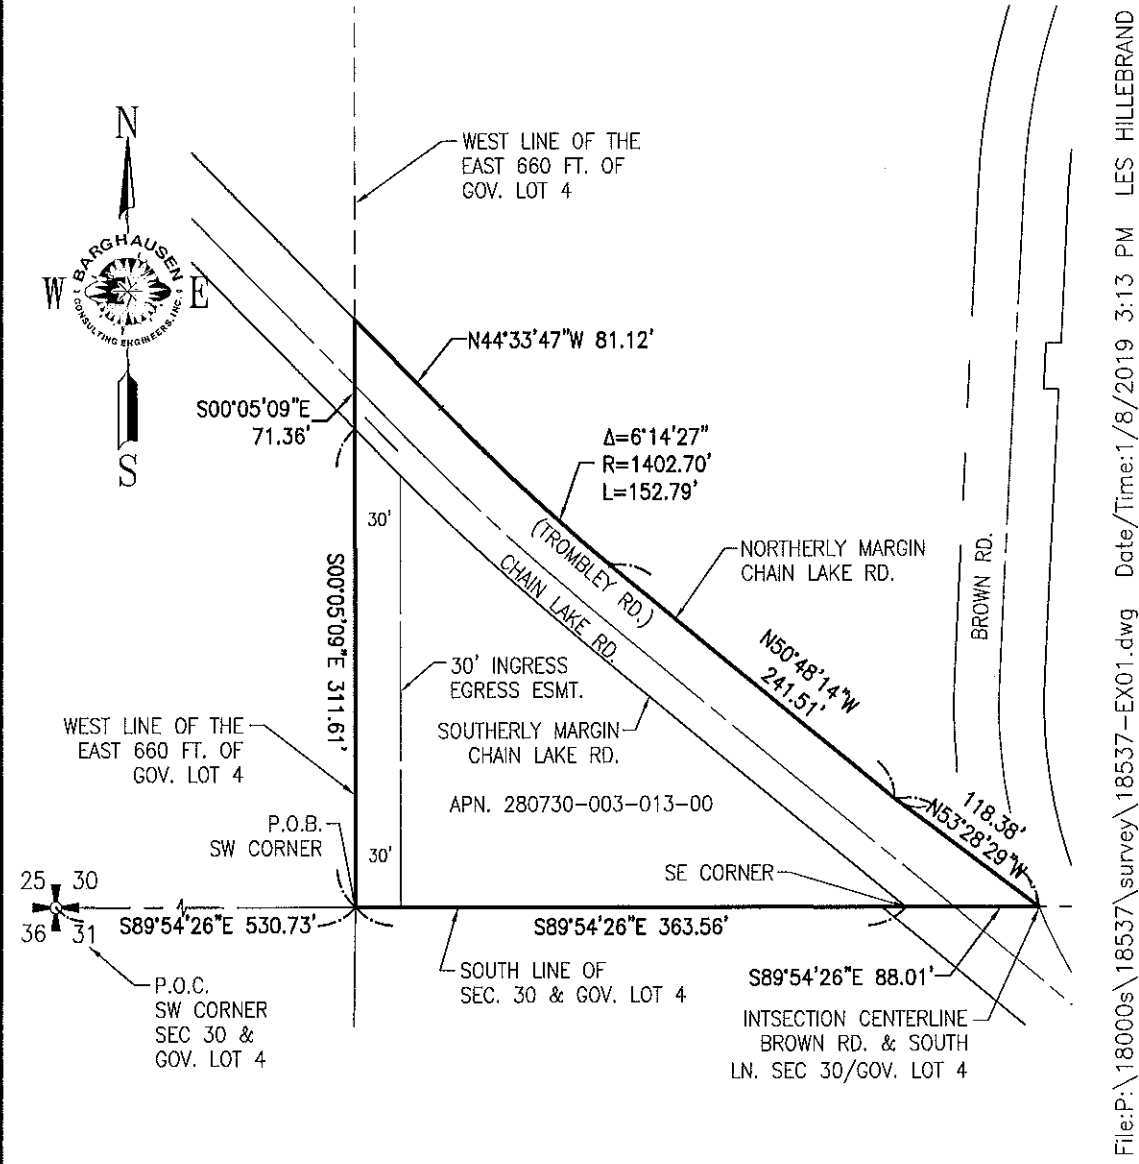 WEST LINE OF THE
EAST 660 FT. OF
GOV. LOT 4
N
W
E
S
BARGHAUSEN
CONSULTING ENGINEERS, INC.
N44°33'47"W 81.12'
S00°05'09"E
71.36'
Δ=6°14'27"
R=1402.70'
L=152.79'
30'
(TROMBLEY RD.)
CHAIN LAKE RD.
NORTHERLY MARGIN
CHAIN LAKE RD.
BROWN RD.
S00°05'09"E 311.61'
30' INGRESS
EGRESS ESMT.
N50°48'14"W
241.51'
WEST LINE OF THE
EAST 660 FT. OF
GOV. LOT 4
SOUTHERLY MARGIN
CHAIN LAKE RD.
APN. 280730-003-013-00
118.38'
N53°28'29"W
P.O.B.
SW CORNER
30'
SE CORNER
25 30
36 31
S89°54'26"E 530.73'
S89°54'26"E 363.56'
S89°54'26"E 88.01'
P.O.C.
SW CORNER
SEC 30 &
GOV. LOT 4
SOUTH LINE OF
SEC. 30 & GOV. LOT 4
INTSECTION CENTERLINE
BROWN RD. & SOUTH
LN. SEC 30/GOV. LOT 4
File:P:\18000s\18537\survey\18537-EX01.dwg Date/Time:1/8/2019 3:13 PM LES HILLEBRAND